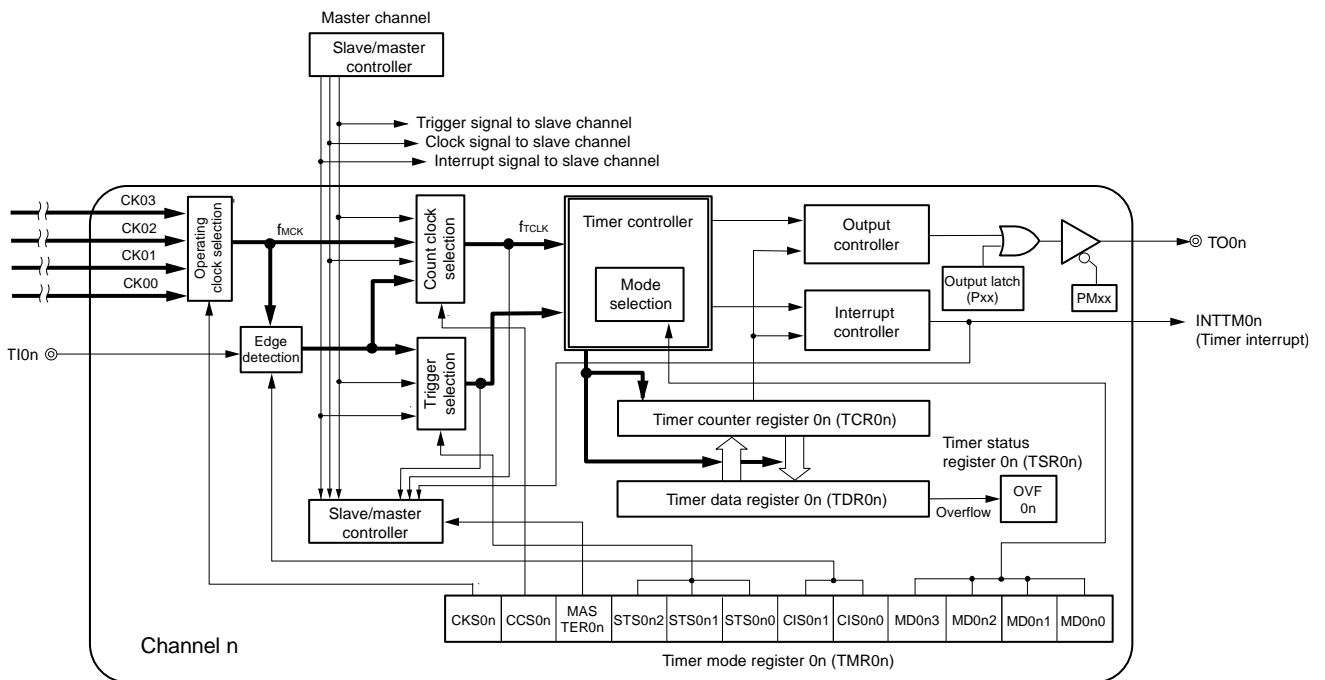 Master channel
Slave/master
controller
Trigger signal to slave channel
Clock signal to slave channel
Interrupt signal to slave channel
CK03
CK02
CK01
CK00
Operating
clock selection
fMCK
Count clock
selection
fTCLK
Timer controller
Mode
selection
Output
controller
TO0n
Output latch
(Pxx)
PMxx
Interrupt
controller
INTTM0n
(Timer interrupt)
TI0n
Edge
detection
Trigger
selection
Timer counter register 0n (TCR0n)
Timer status
register 0n (TSR0n)
Timer data register 0n (TDR0n)
Overflow
OVF
0n
Slave/master
controller
CKS0n
CCS0n
MAS
TER0n
STS0n2
STS0n1
STS0n0
CIS0n1
CIS0n0
MD0n3
MD0n2
MD0n1
MD0n0
Channel n
Timer mode register 0n (TMR0n)